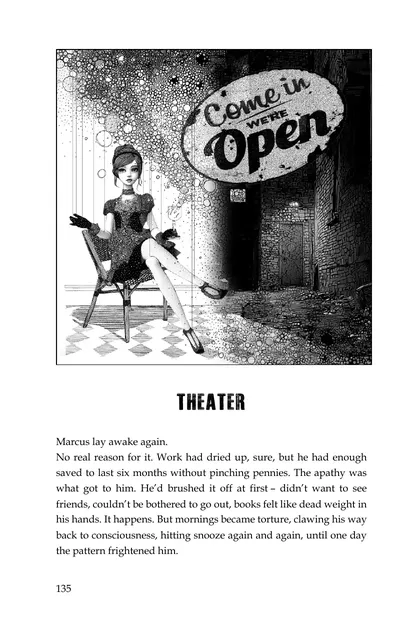 Come in
WE'RE
Open
THEATER
Marcus lay awake again.
No real reason for it. Work had dried up, sure, but he had enough
saved to last six months without pinching pennies. The apathy was
what got to him. He’d brushed it off at first – didn’t want to see
friends, couldn’t be bothered to go out, books felt like dead weight in
his hands. It happens. But mornings became torture, clawing his way
back to consciousness, hitting snooze again and again, until one day
the pattern frightened him.
135